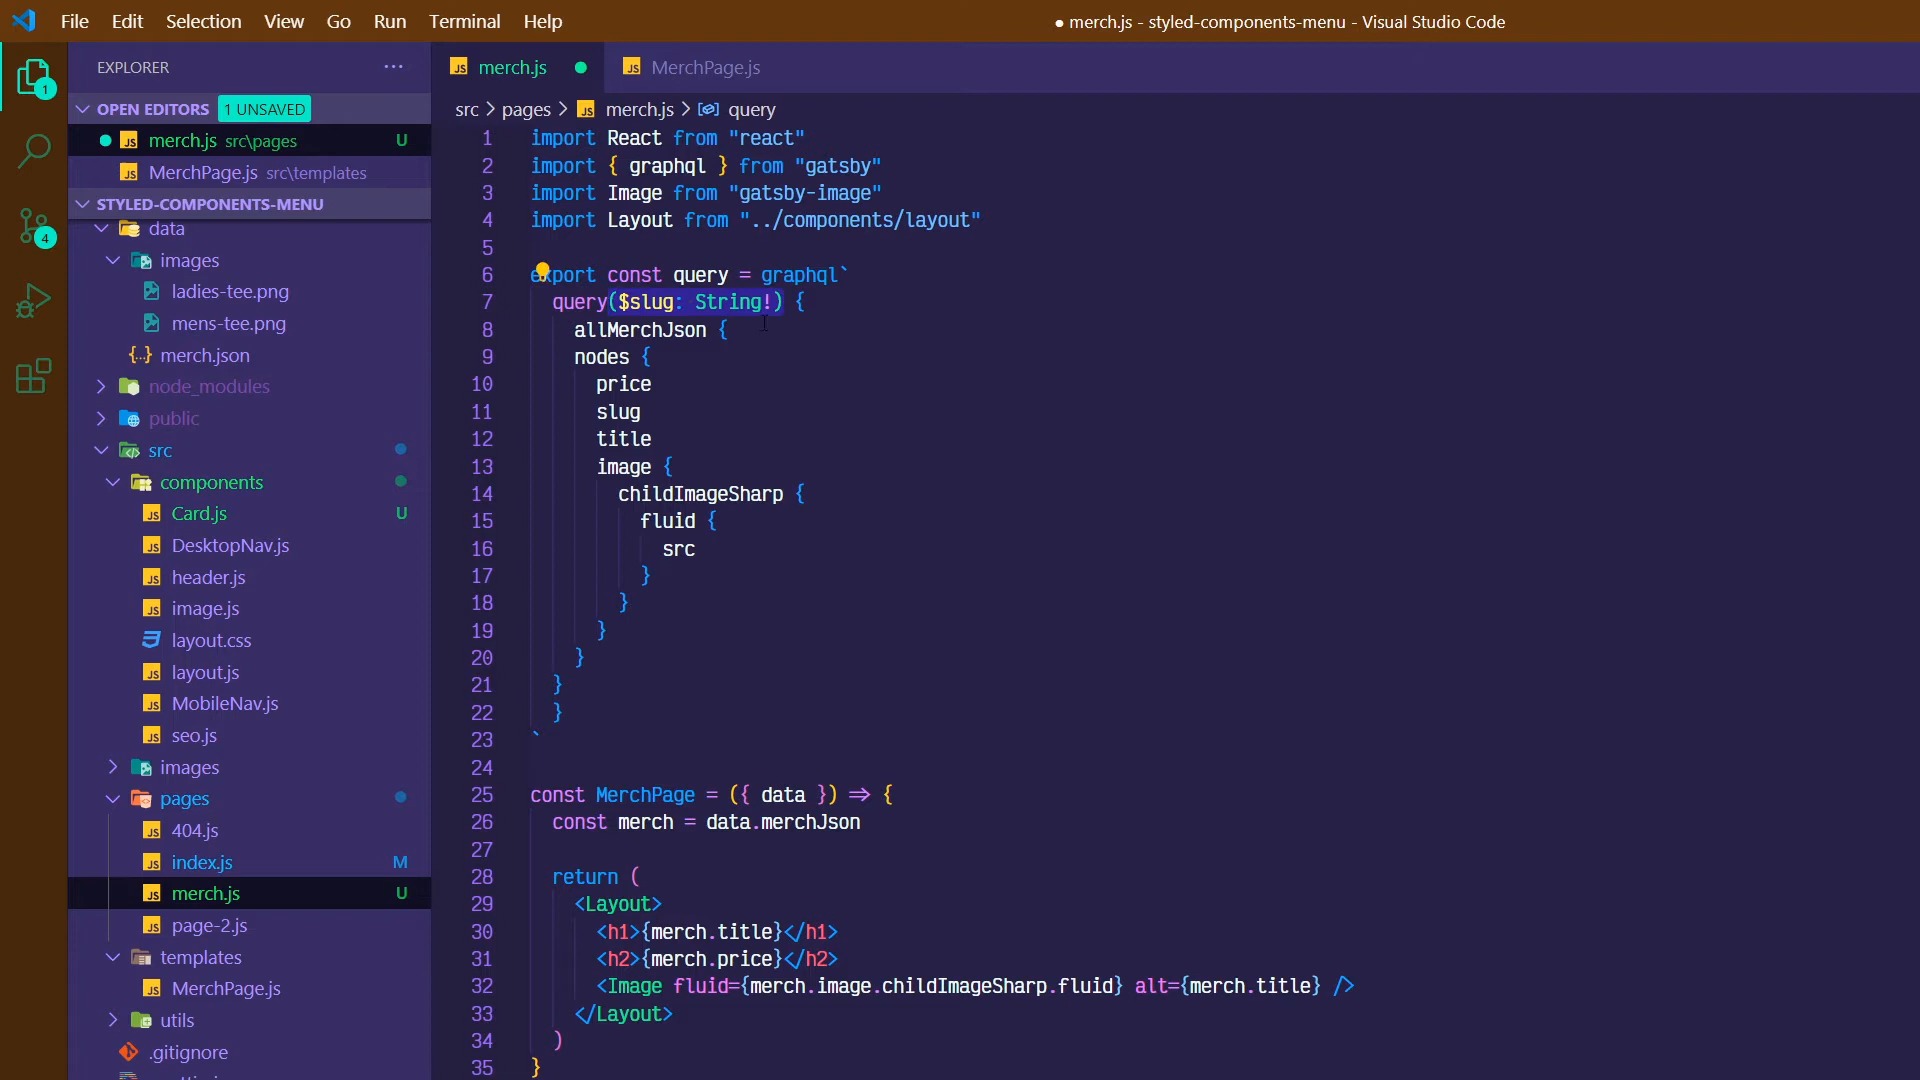 File Edit Selection View Go Run Terminal Help
● merch.js - styled-components-menu - Visual Studio Code
1
4
EXPLORER
OPEN EDITORS 1 UNSAVED
merch.js src\pages U
MerchPage.js src\templates
STYLED-COMPONENTS-MENU
data
images
ladies-tee.png
mens-tee.png
merch.json
node_modules
public
src
components
Card.js U
DesktopNav.js
header.js
image.js
layout.css
layout.js
MobileNav.js
seo.js
images
pages
404.js
index.js M
merch.js U
page-2.js
templates
MerchPage.js
utils
.gitignore
merch.js
MerchPage.js
src > pages > merch.js > query
1 import React from "react"
2 import { graphql } from "gatsby"
3 import Image from "gatsby-image"
4 import Layout from "../components/layout"
5
6 export const query = graphql`
7 query($slug: String!) {
8 allMerchJson {
9 nodes {
10 price
11 slug
12 title
13 image {
14 childImageSharp {
15 fluid {
16 src
17 }
18 }
19 }
20 }
21 }
22 }
23 `
24
25 const MerchPage = ({ data }) => {
26 const merch = data.merchJson
27
28 return (
29 <Layout>
30 <h1>{merch.title}</h1>
31 <h2>{merch.price}</h2>
32 <Image fluid={merch.image.childImageSharp.fluid} alt={merch.title} />
33 </Layout>
34 )
35 }